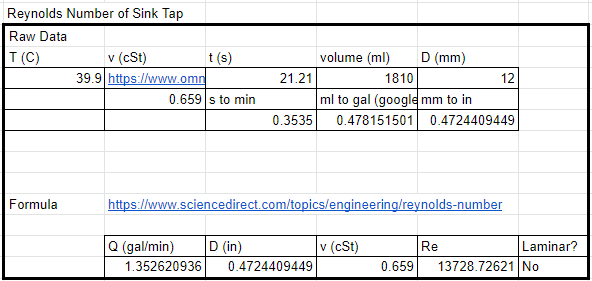 Reynolds Number of Sink Tap
Raw Data
T (C) v (cSt) t (s) volume (ml) D (mm)
39.9 https://www.omn 21.21 1810 12
0.659 s to min ml to gal (google mm to in
0.3535 0.478151501 0.4724409449
Formula https://www.sciencedirect.com/topics/engineering/reynolds-number
Q (gal/min) D (in) v (cSt) Re Laminar?
1.352620936 0.4724409449 0.659 13728.72621 No